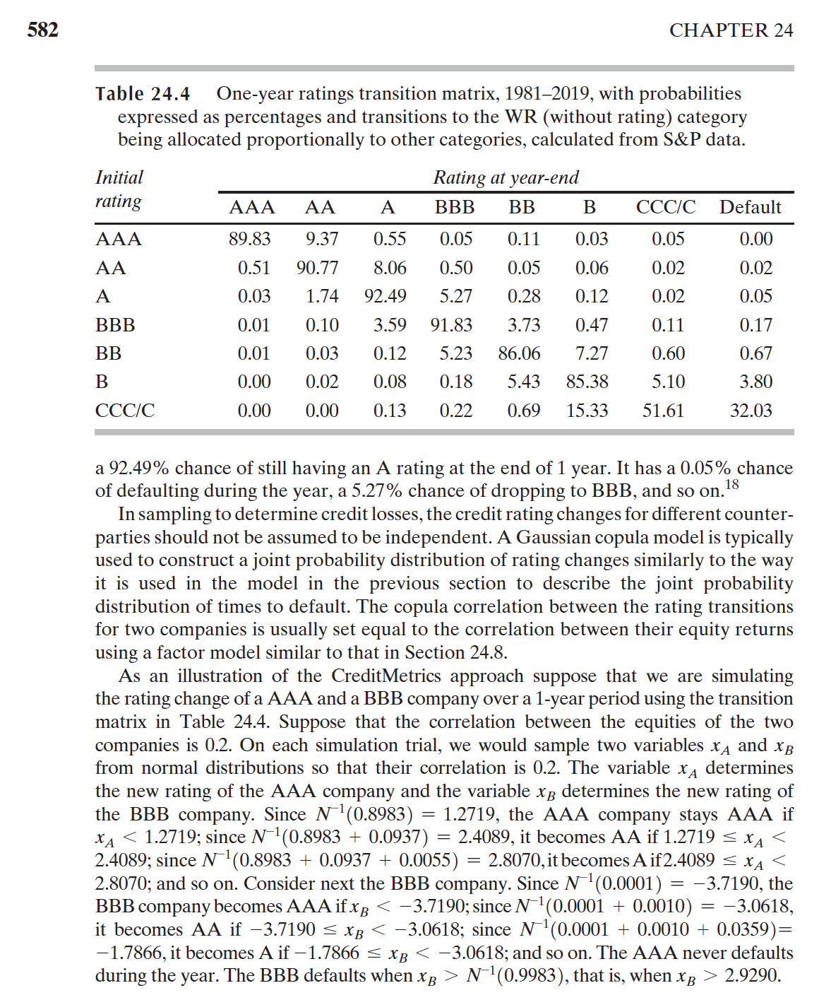 582 CHAPTER 24
Table 24.4 One-year ratings transition matrix, 1981–2019, with probabilities
expressed as percentages and transitions to the WR (without rating) category
being allocated proportionally to other categories, calculated from S&P data.
Initial Rating at year-end
rating AAA AA A BBB BB B CCC/C Default
AAA 89.83 9.37 0.55 0.05 0.11 0.03 0.05 0.00
AA 0.51 90.77 8.06 0.50 0.05 0.06 0.02 0.02
A 0.03 1.74 92.49 5.27 0.28 0.12 0.02 0.05
BBB 0.01 0.10 3.59 91.83 3.73 0.47 0.11 0.17
BB 0.01 0.03 0.12 5.23 86.06 7.27 0.60 0.67
B 0.00 0.02 0.08 0.18 5.43 85.38 5.10 3.80
CCC/C 0.00 0.00 0.13 0.22 0.69 15.33 51.61 32.03
a 92.49% chance of still having an A rating at the end of 1 year. It has a 0.05% chance
of defaulting during the year, a 5.27% chance of dropping to BBB, and so on.¹⁸
In sampling to determine credit losses, the credit rating changes for different counter-
parties should not be assumed to be independent. A Gaussian copula model is typically
used to construct a joint probability distribution of rating changes similarly to the way
it is used in the model in the previous section to describe the joint probability
distribution of times to default. The copula correlation between the rating transitions
for two companies is usually set equal to the correlation between their equity returns
using a factor model similar to that in Section 24.8.
As an illustration of the CreditMetrics approach suppose that we are simulating
the rating change of a AAA and a BBB company over a 1-year period using the transition
matrix in Table 24.4. Suppose that the correlation between the equities of the two
companies is 0.2. On each simulation trial, we would sample two variables x_A and x_B
from normal distributions so that their correlation is 0.2. The variable x_A determines
the new rating of the AAA company and the variable x_B determines the new rating of
the BBB company. Since N⁻¹(0.8983) = 1.2719, the AAA company stays AAA if
x_A < 1.2719; since N⁻¹(0.8983 + 0.0937) = 2.4089, it becomes AA if 1.2719 ≤ x_A <
2.4089; since N⁻¹(0.8983 + 0.0937 + 0.0055) = 2.8070, it becomes A if 2.4089 ≤ x_A <
2.8070; and so on. Consider next the BBB company. Since N⁻¹(0.0001) = −3.7190, the
BBB company becomes AAA if x_B < −3.7190; since N⁻¹(0.0001 + 0.0010) = −3.0618,
it becomes AA if −3.7190 ≤ x_B < −3.0618; since N⁻¹(0.0001 + 0.0010 + 0.0359)=
−1.7866, it becomes A if −1.7866 ≤ x_B < −3.0618; and so on. The AAA never defaults
during the year. The BBB defaults when x_B > N⁻¹(0.9983), that is, when x_B > 2.9290.